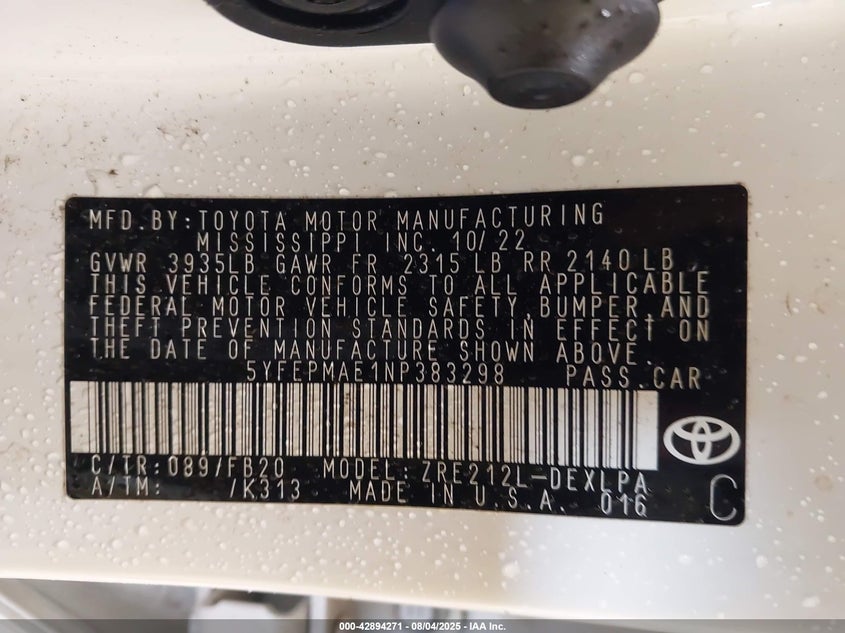 MFD.BY:TOYOTA MOTOR MANUFACTURING
MISSISSIPPI INC. 10/22
GVWR 3935LB GAWR FR 2315 LB RR 2140 LB
THIS VEHICLE CONFORMS TO ALL APPLICABLE
FEDERAL MOTOR VEHICLE SAFETY,BUMPER,AND
THEFT PREVENTION STANDARDS IN EFFECT ON
THE DATE OF MANUFACTURE SHOWN ABOVE.
5YFEPMAE1NP383298 PASS.CAR
C/TR:089/FB20 MODEL:ZRE212L-DEXLPA
A/TM: /K313 MADE IN U.S.A. 016
C
000-42894271 - 08/04/2025 - IAA Inc.